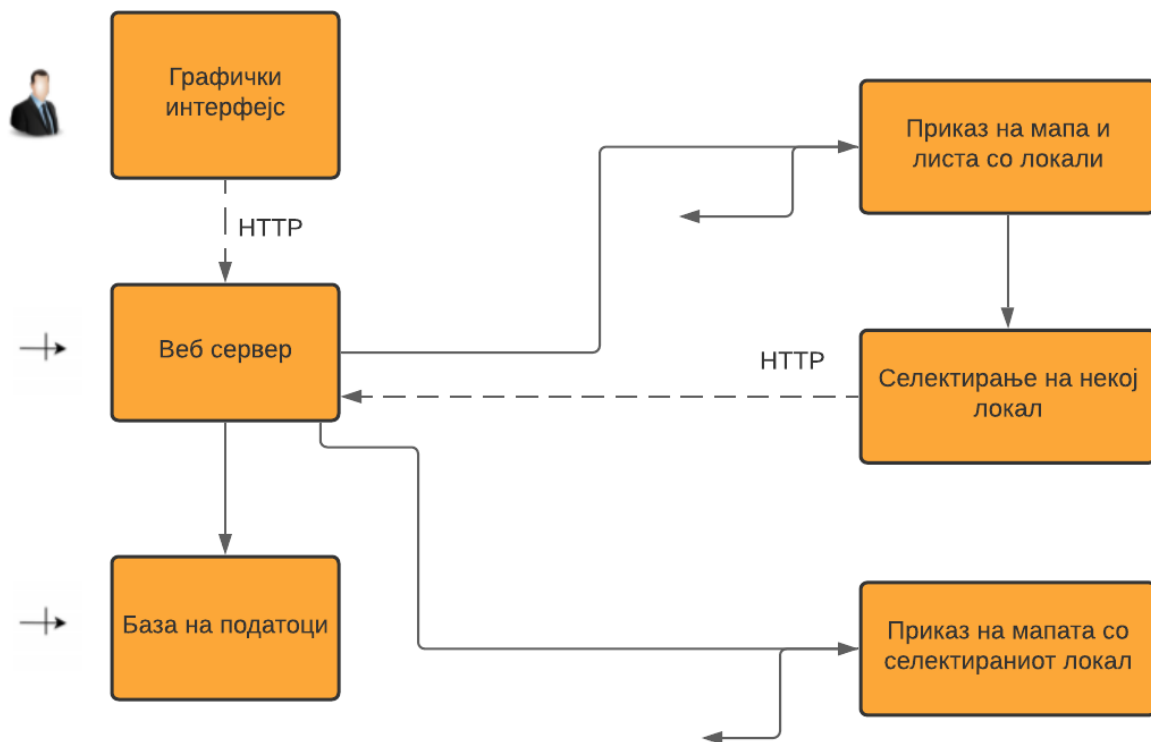 Графички
интерфејс
HTTP
Веб сервер
База на податоци
Приказ на мапа и
листа со локали
HTTP
Селектирање на некој
локал
Приказ на мапата со
селектираниот локал